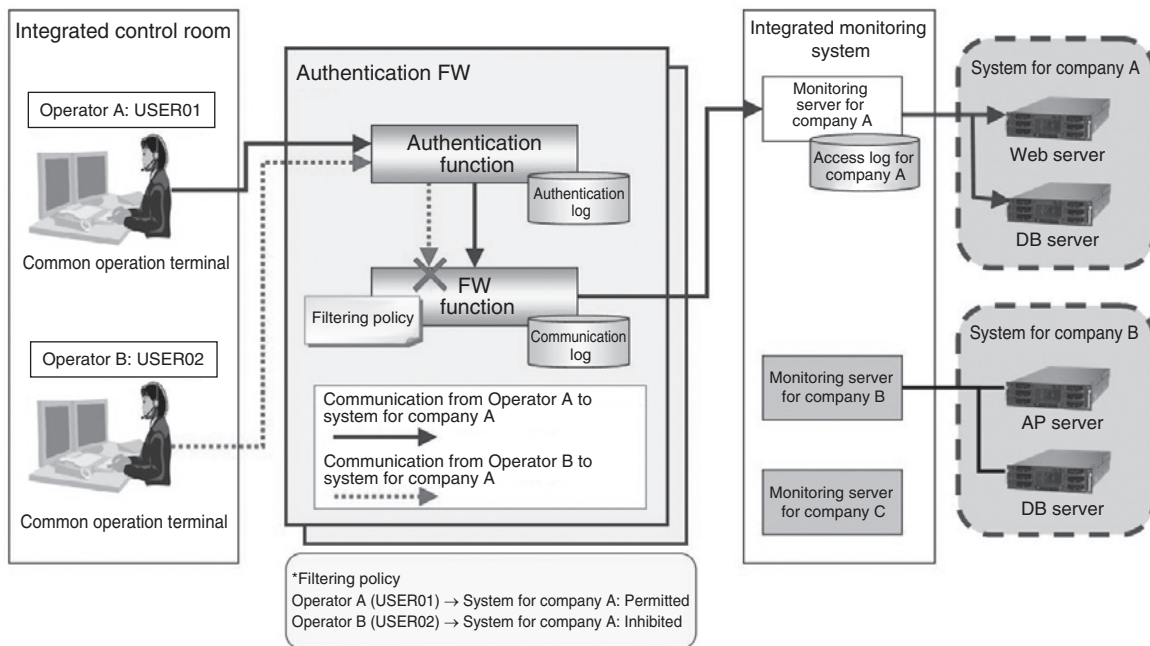 Integrated control room
Operator A: USER01
Common operation terminal
Operator B: USER02
Common operation terminal
Authentication FW
Authentication
function
Authentication
log
FW
function
Filtering policy
Communication
log
Communication from Operator A to
system for company A
Communication from Operator B to
system for company A
*Filtering policy
Operator A (USER01) → System for company A: Permitted
Operator B (USER02) → System for company A: Inhibited
Integrated monitoring
system
Monitoring
server for
company A
Access log for
company A
Monitoring server
for company B
Monitoring server
for company C
System for company A
Web server
DB server
System for company B
AP server
DB server